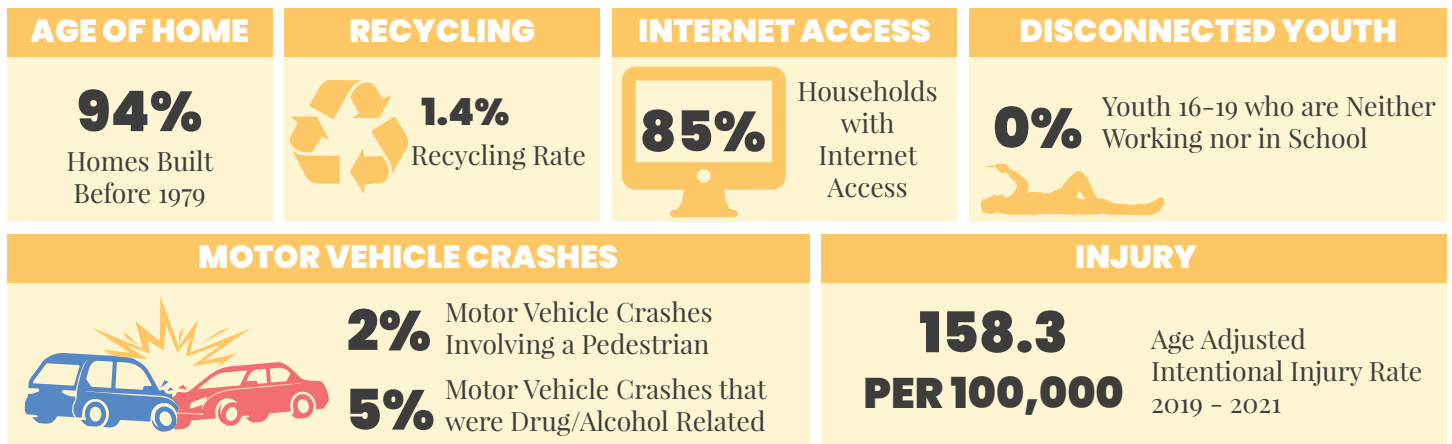 AGE OF HOME
94%
Homes Built
Before 1979
RECYCLING
1.4%
Recycling Rate
INTERNET ACCESS
85%
Households
with
Internet
Access
DISCONNECTED YOUTH
0%
Youth 16-19 who are Neither
Working nor in School
MOTOR VEHICLE CRASHES
2%
Motor Vehicle Crashes
Involving a Pedestrian
5%
Motor Vehicle Crashes that
were Drug/Alcohol Related
INJURY
158.3
PER 100,000
Age Adjusted
Intentional Injury Rate
2019 - 2021